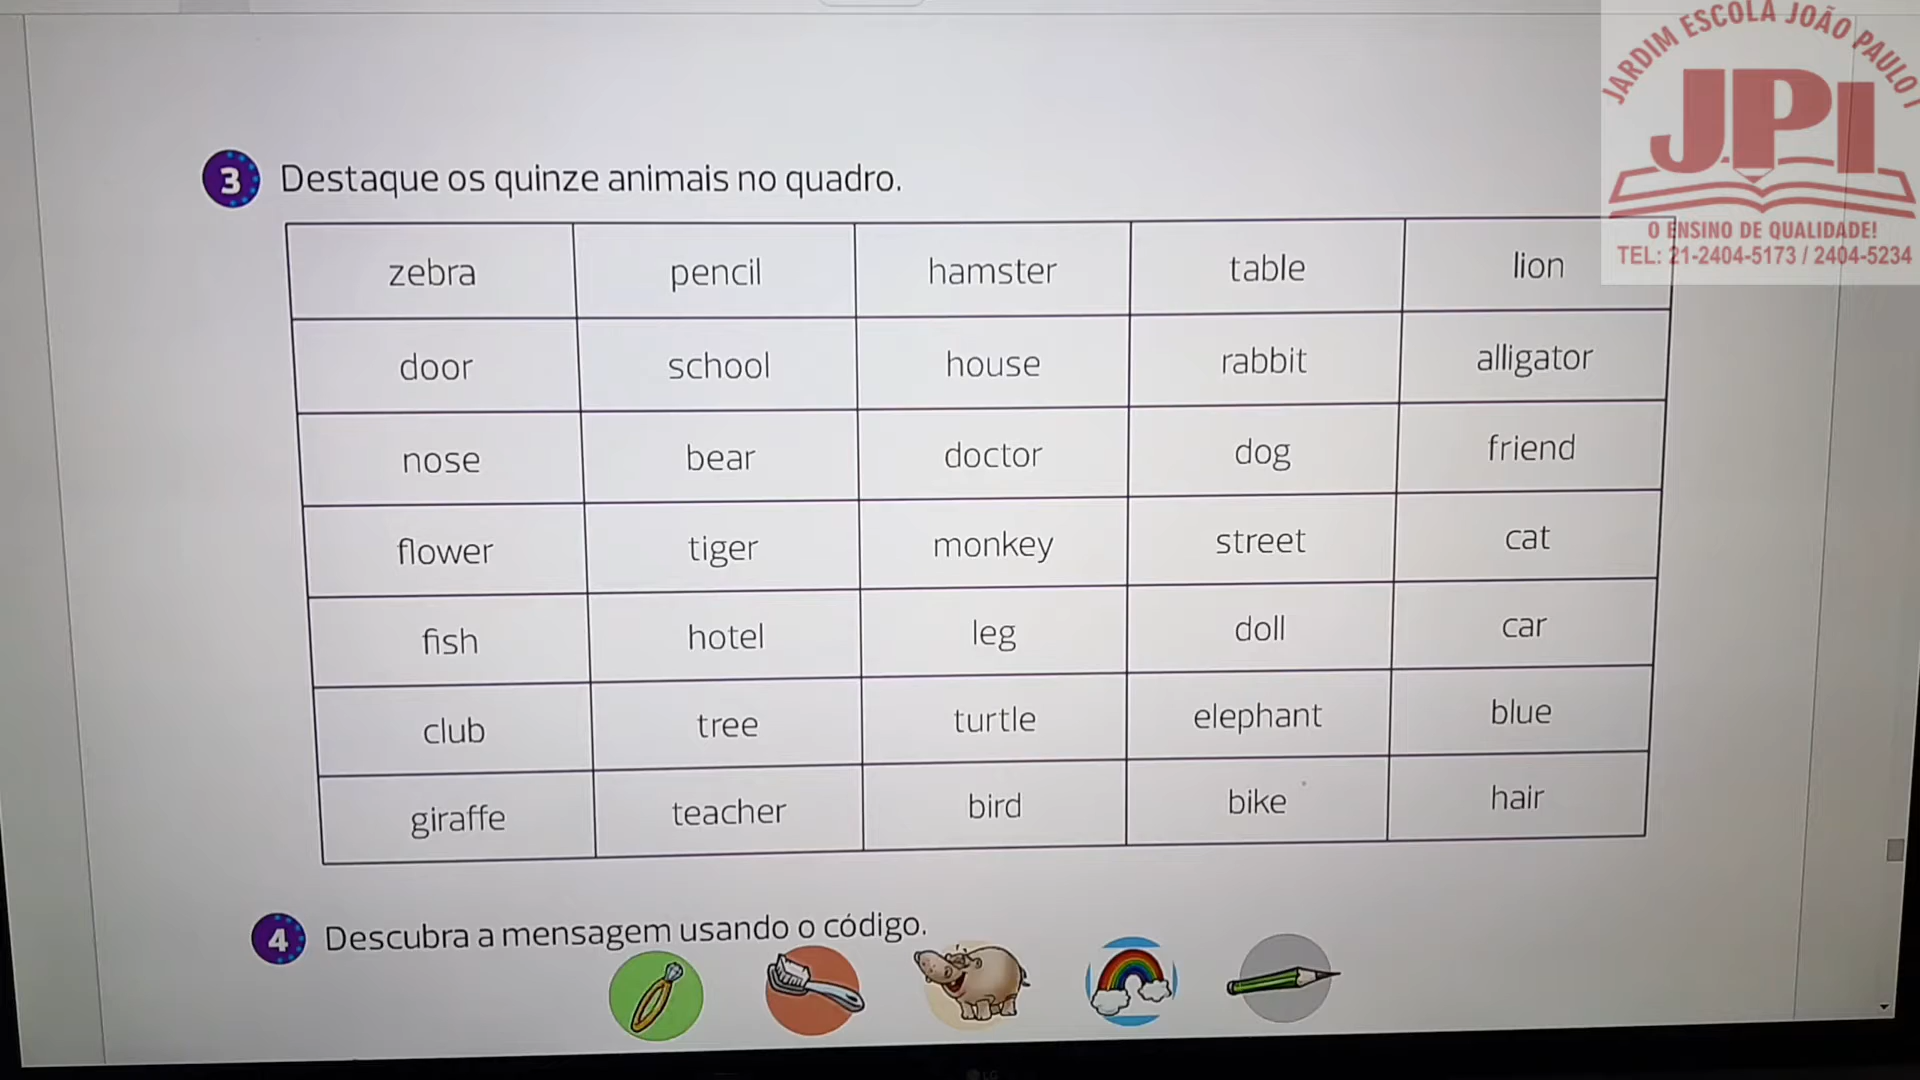 JARDIM ESCOLA JOÃO PAULO I
JPI
O ENSINO DE QUALIDADE!
TEL: 21-2404-5173 / 2404-5234
3 Destaque os quinze animais no quadro.
zebra pencil hamster table lion
door school house rabbit alligator
nose bear doctor dog friend
flower tiger monkey street cat
fish hotel leg doll car
club tree turtle elephant blue
giraffe teacher bird bike hair
4 Descubra a mensagem usando o código.
LG